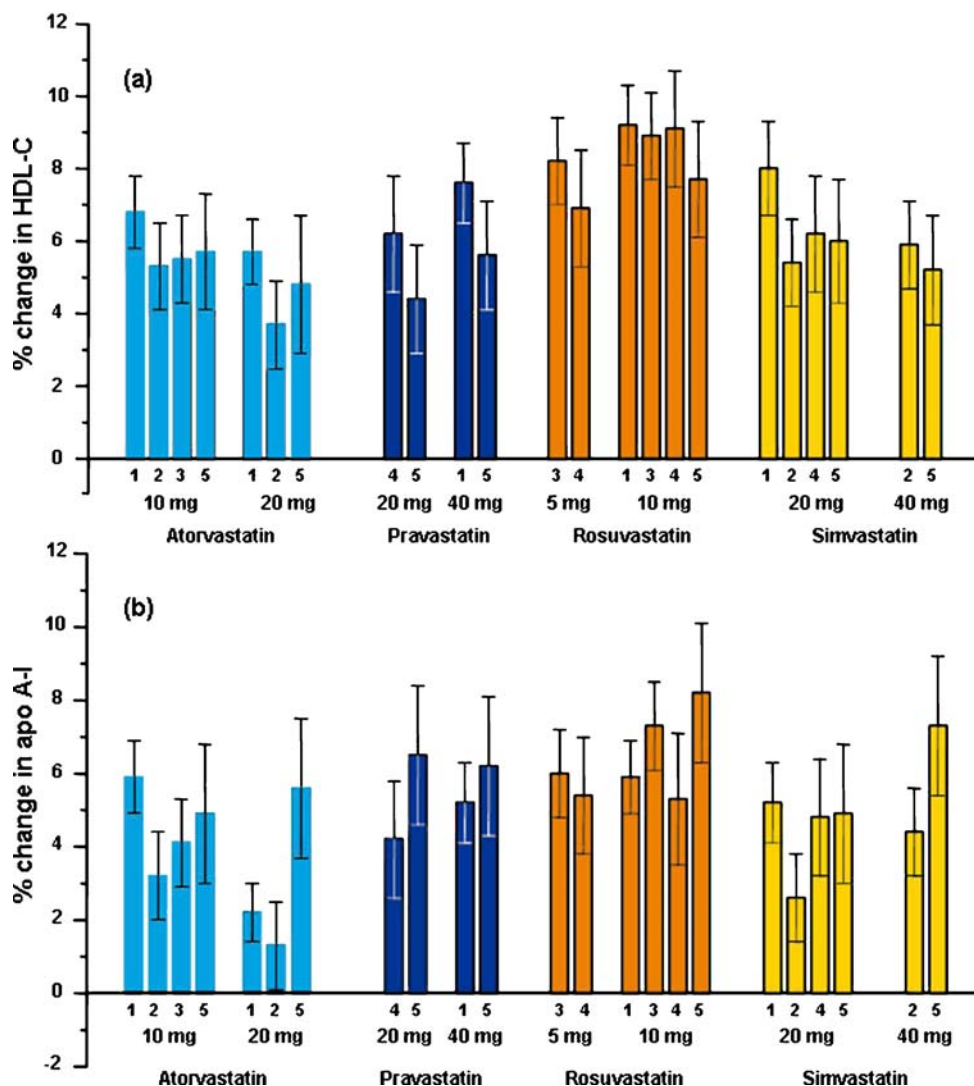 12
(a)
10
8
6
4
2
0
% change in HDL-C
1 2 3 5 1 2 5 4 5 1 5 3 4 1 3 4 5 1 2 4 5 2 5
10 mg 20 mg 20 mg 40 mg 5 mg 10 mg 20 mg 40 mg
Atorvastatin Pravastatin Rosuvastatin Simvastatin
12
(b)
10
8
6
4
2
0
-2
% change in apo A-I
1 2 3 5 1 2 5 4 5 1 5 3 4 1 3 4 5 1 2 4 5 2 5
10 mg 20 mg 20 mg 40 mg 5 mg 10 mg 20 mg 40 mg
Atorvastatin Pravastatin Rosuvastatin Simvastatin